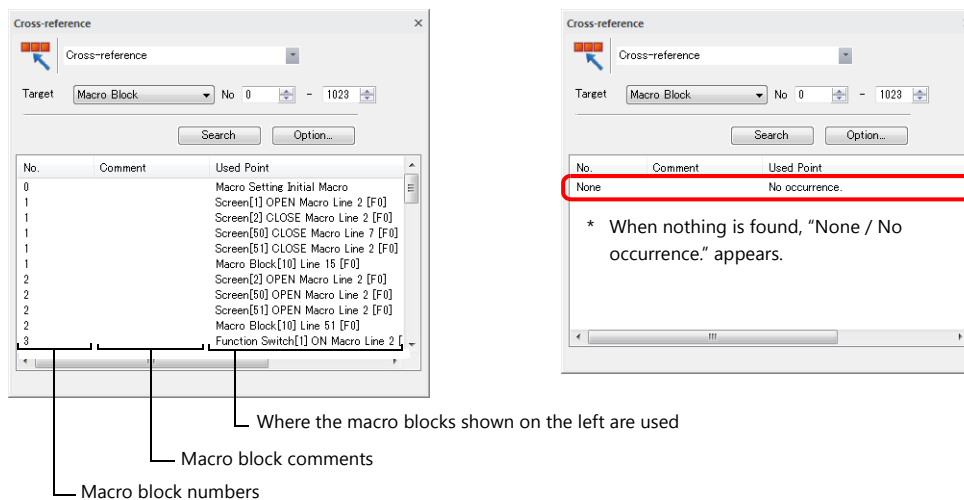 Cross-reference
Cross-reference
Target Macro Block No 0 - 1023
Search Option...
No. Comment Used Point
0 Macro Setting Initial Macro
1 Screen[1] OPEN Macro Line 2 [F0]
1 Screen[2] CLOSE Macro Line 2 [F0]
1 Screen[50] CLOSE Macro Line 7 [F0]
1 Screen[51] CLOSE Macro Line 2 [F0]
1 Macro Block[10] Line 15 [F0]
2 Screen[2] OPEN Macro Line 2 [F0]
2 Screen[50] OPEN Macro Line 2 [F0]
2 Screen[51] OPEN Macro Line 2 [F0]
2 Macro Block[10] Line 51 [F0]
3 Function Switch[1] ON Macro Line 2 [
Where the macro blocks shown on the left are used
Macro block comments
Macro block numbers
Cross-reference
Cross-reference
Target Macro Block No 0 - 1023
Search Option...
No. Comment Used Point
None No occurrence.
* When nothing is found, “None / No
occurrence.” appears.